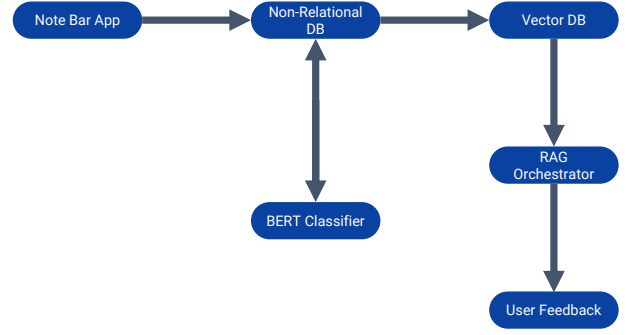 Note Bar App
Non-Relational
DB
Vector DB
RAG
Orchestrator
BERT Classifier
User Feedback